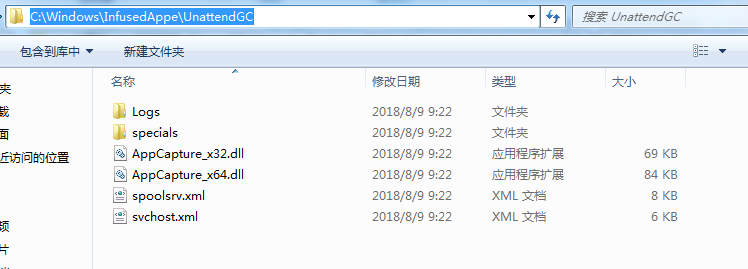 C:\Windows\InfusedAppe\UnattendGC
搜索 UnattendGC
包含到库中 新建文件夹
名称 修改日期 类型 大小
夹
载
面
近访问的位置
频
片
Logs 2018/8/9 9:22 文件夹
specials 2018/8/9 9:22 文件夹
AppCapture_x32.dll 2018/8/9 9:22 应用程序扩展 69 KB
AppCapture_x64.dll 2018/8/9 9:22 应用程序扩展 84 KB
spoolsrv.xml 2018/8/9 9:22 XML 文档 8 KB
svchost.xml 2018/8/9 9:22 XML 文档 6 KB